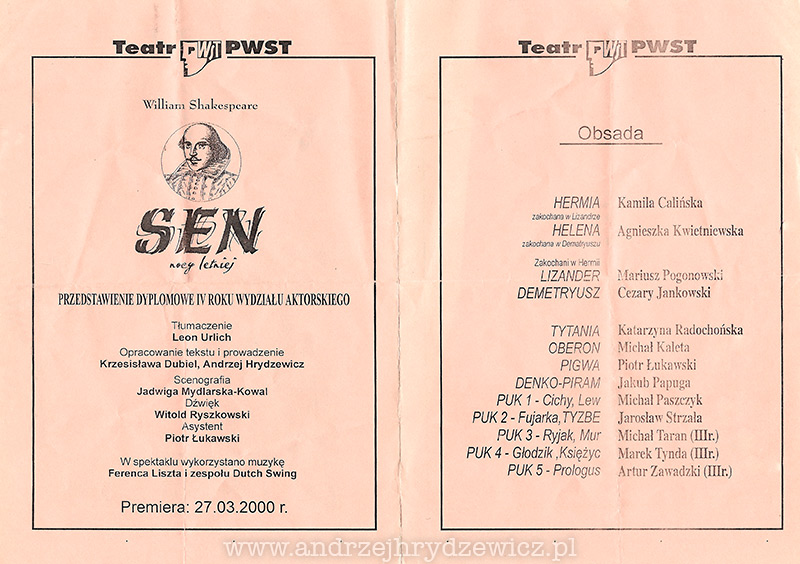 Teatr PWiT PWST
William Shakespeare
SEN
nocy letniej
PRZEDSTAWIENIE DYPLOMOWE IV ROKU WYDZIAŁU AKTORSKIEGO
Tłumaczenie
Leon Urlich
Opracowanie tekstu i prowadzenie
Krzesisława Dubiel, Andrzej Hrydzewicz
Scenografia
Jadwiga Mydlarska-Kowal
Dźwięk
Witold Ryszkowski
Asystent
Piotr Łukawski
W spektaklu wykorzystano muzykę
Ferenca Liszta i zespołu Dutch Swing
Premiera: 27.03.2000 r.
Teatr PWiT PWST
Obsada
HERMIA Kamila Calińska
zakochana w Lizandrze
HELENA Agnieszka Kwietniewska
zakochana w Demetryuszu
Zakochani w Hermii
LIZANDER Mariusz Pogonowski
DEMETRYUSZ Cezary Jankowski
TYTANIA Katarzyna Radochońska
OBERON Michał Kaleta
PIGWA Piotr Łukawski
DENKO-PIRAM Jakub Papuga
PUK 1 - Cichy, Lew Michał Paszczyk
PUK 2 - Fujarka, TYZBE Jarosław Strzała
PUK 3 - Ryjak, Mur Michał Taran (IIIr.)
PUK 4 - Głodzik ,Księżyc Marek Tynda (IIIr.)
PUK 5 - Prologus Artur Zawadzki (IIIr.)
www.andrzejhrydzewicz.pl